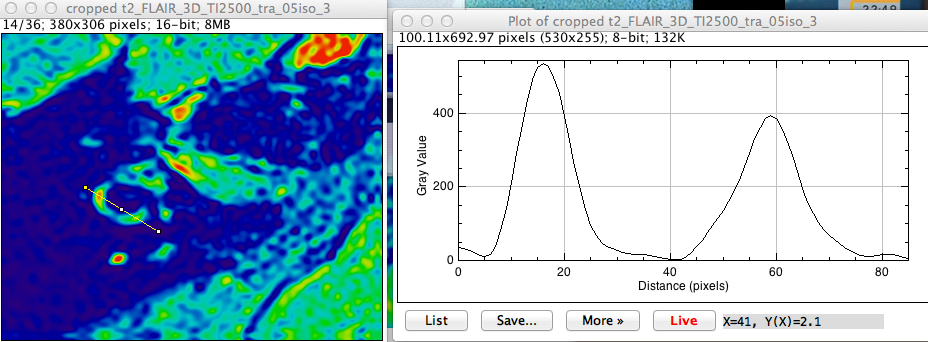 cropped t2_FLAIR_3D_TI2500_tra_05iso_3
14/36; 380x306 pixels; 16-bit; 8MB
Plot of cropped t2_FLAIR_3D_TI2500_tra_05iso_3
100.11x692.97 pixels (530x255); 8-bit; 132K
400
200
0
Gray Value
0 20 40 60 80
Distance (pixels)
List Save... More » Live X=41, Y(X)=2.1